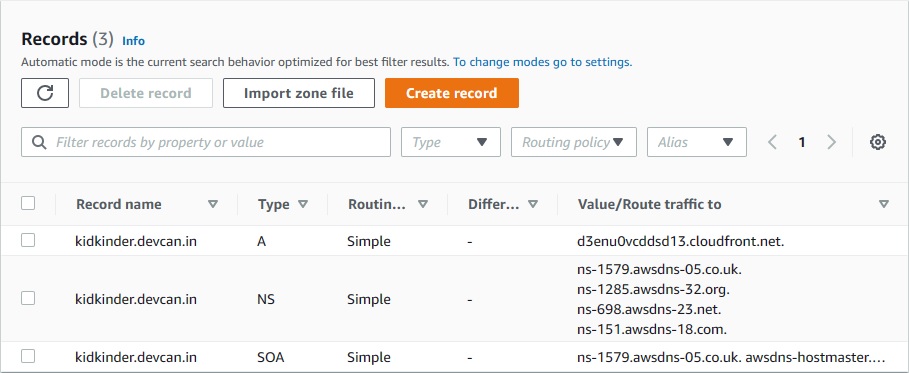 Records (3) Info
Automatic mode is the current search behavior optimized for best filter results. To change modes go to settings.
Delete record Import zone file Create record
Filter records by property or value Type Routing policy Alias 1
Record name Type Routin... Differ... Value/Route traffic to
kidkinder.devcan.in A Simple - d3enu0vcddsd13.cloudfront.net.
ns-1579.awsdns-05.co.uk.
ns-1285.awsdns-32.org.
kidkinder.devcan.in NS Simple -
ns-698.awsdns-23.net.
ns-151.awsdns-18.com.
kidkinder.devcan.in SOA Simple - ns-1579.awsdns-05.co.uk. awsdns-hostmaster....